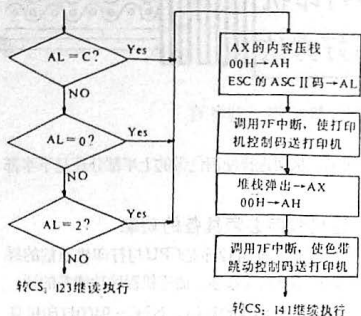 AL=C?
Yes
NO
AL=0?
Yes
NO
AL=2?
Yes
NO
转CS:123继续执行
AX的内容压栈
00H→AH
ESC的ASCⅡ码→AL
调用7F中断，使打印
机控制码送打印机
堆栈弹出→AX
00H→AH
调用7F中断，使色带
跳动控制码送打印机
转CS:141继续执行